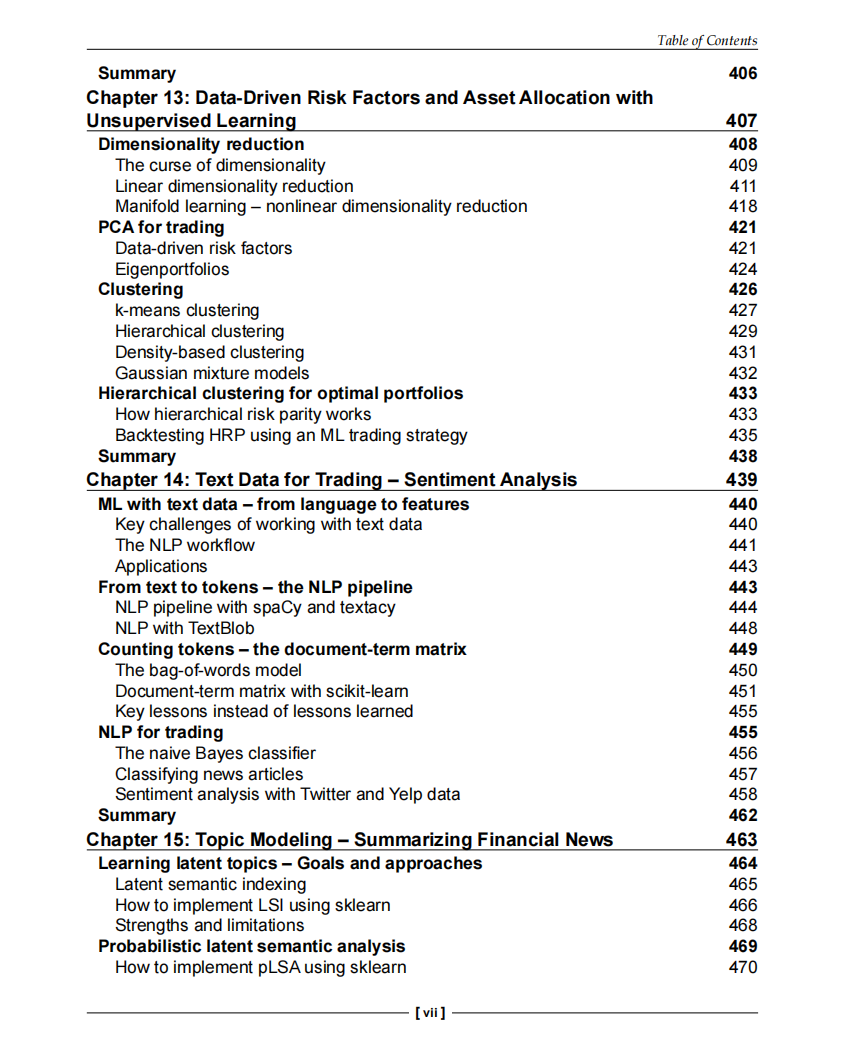 Table of Contents
Summary 406
Chapter 13: Data-Driven Risk Factors and Asset Allocation with
Unsupervised Learning 407
Dimensionality reduction 408
The curse of dimensionality 409
Linear dimensionality reduction 411
Manifold learning – nonlinear dimensionality reduction 418
PCA for trading 421
Data-driven risk factors 421
Eigenportfolios 424
Clustering 426
k-means clustering 427
Hierarchical clustering 429
Density-based clustering 431
Gaussian mixture models 432
Hierarchical clustering for optimal portfolios 433
How hierarchical risk parity works 433
Backtesting HRP using an ML trading strategy 435
Summary 438
Chapter 14: Text Data for Trading – Sentiment Analysis 439
ML with text data – from language to features 440
Key challenges of working with text data 440
The NLP workflow 441
Applications 443
From text to tokens – the NLP pipeline 443
NLP pipeline with spaCy and textacy 444
NLP with TextBlob 448
Counting tokens – the document-term matrix 449
The bag-of-words model 450
Document-term matrix with scikit-learn 451
Key lessons instead of lessons learned 455
NLP for trading 455
The naive Bayes classifier 456
Classifying news articles 457
Sentiment analysis with Twitter and Yelp data 458
Summary 462
Chapter 15: Topic Modeling – Summarizing Financial News 463
Learning latent topics – Goals and approaches 464
Latent semantic indexing 465
How to implement LSI using sklearn 466
Strengths and limitations 468
Probabilistic latent semantic analysis 469
How to implement pLSA using sklearn 470
[ vii ]